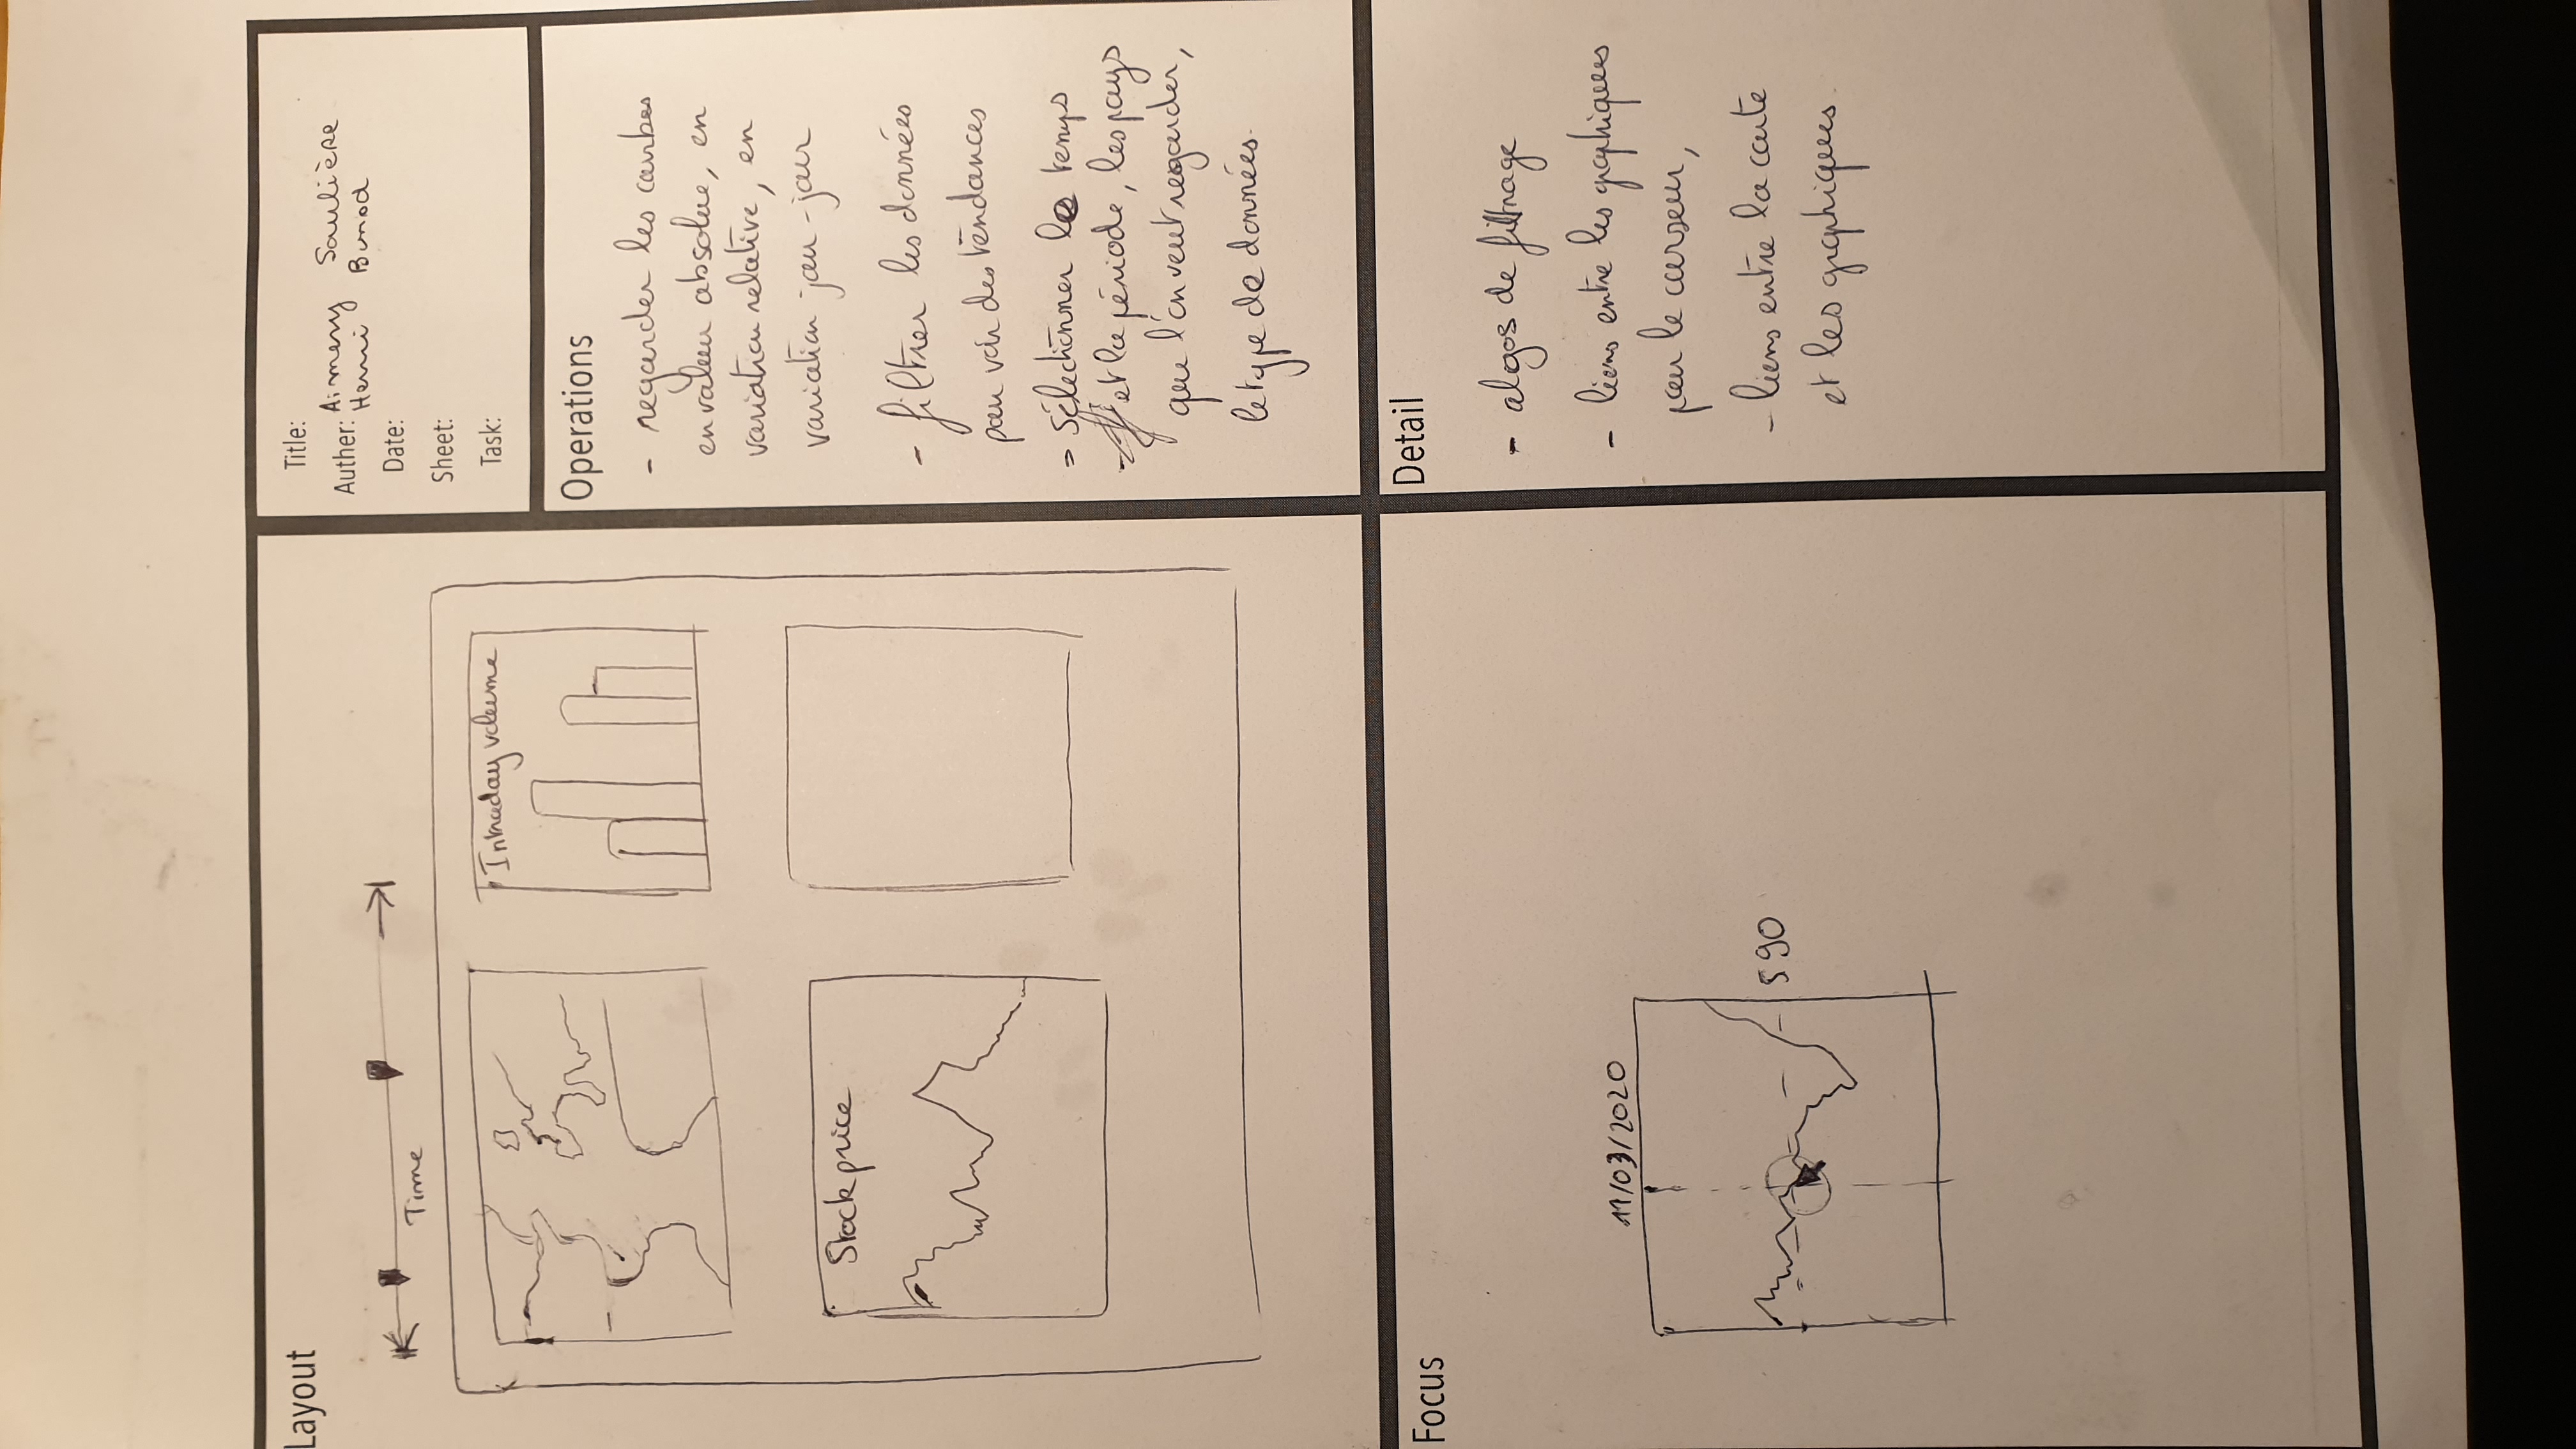 Layout
Time
Intraday volume
Stock price
Title:
Auther: Aimery Saulière
Henri Bunod
Date:
Sheet:
Task:
Operations
- regarder les courbes
en valeur absolue, en
variation relative, en
variation jour-jour
- filtrer les données
pour voir des tendances
- Sélectionner le temps
et la période, les pays
que l'on veut regarder,
le type de données.
Focus
11/03/2020
590
Detail
- algos de filtrage
- liens entre les graphiques
pour le curseur,
- liens entre la carte
et les graphiques.